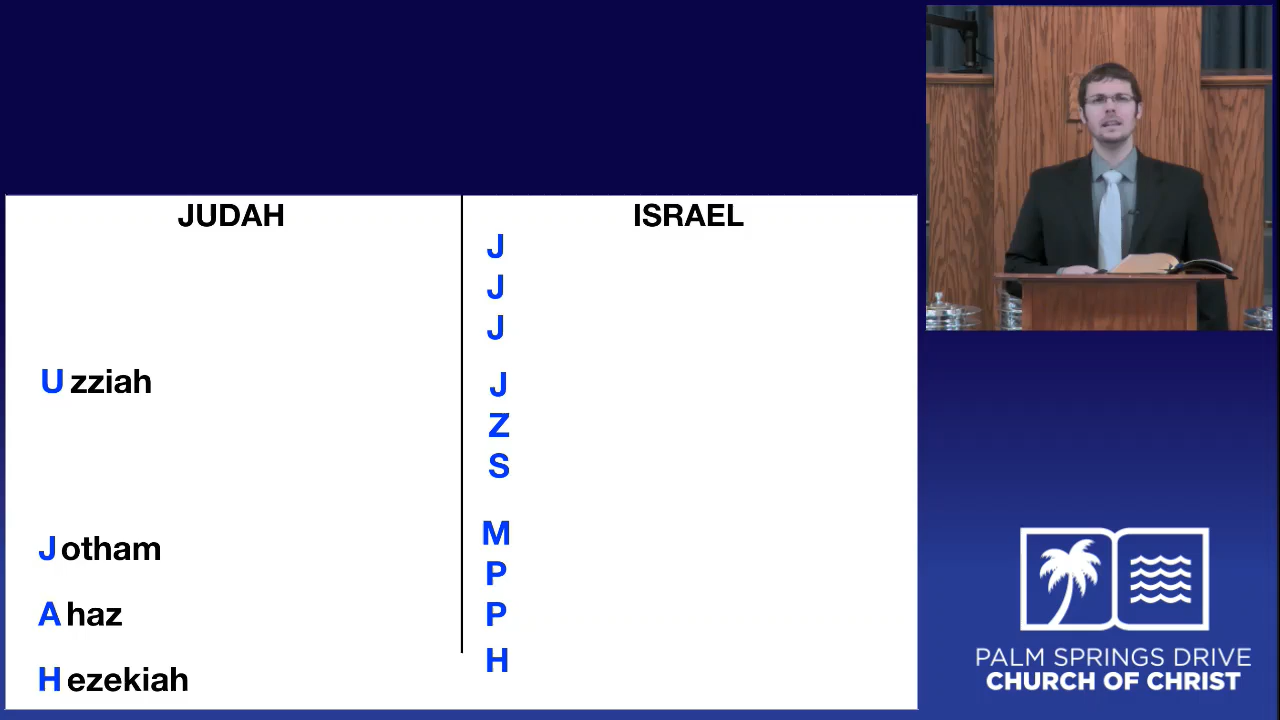 JUDAH
Uzziah
Jotham
Ahaz
Hezekiah
ISRAEL
J
J
J
J
Z
S
M
P
P
H
PALM SPRINGS DRIVE
CHURCH OF CHRIST